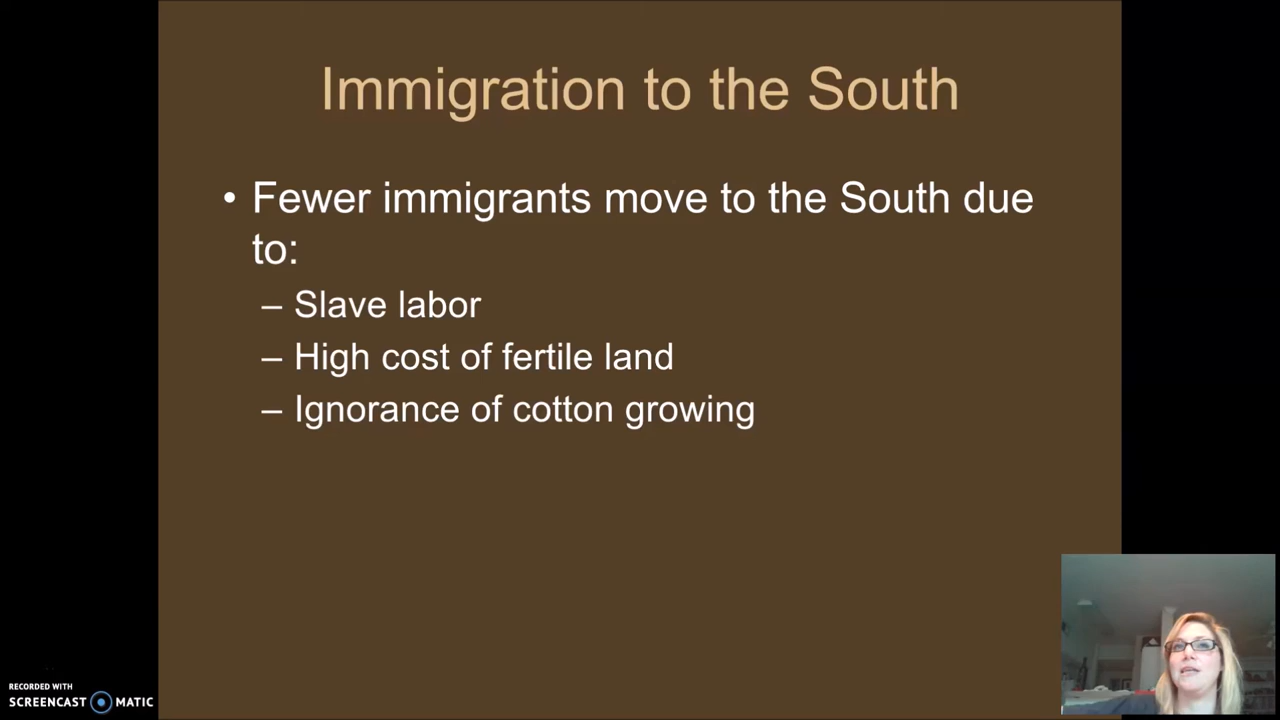 Immigration to the South
• Fewer immigrants move to the South due
to:
– Slave labor
– High cost of fertile land
– Ignorance of cotton growing
RECORDED WITH
SCREENCAST MATIC